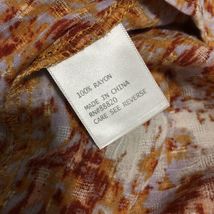 100% RAYON
MADE IN CHINA
RN#88820
CARE SEE REVERSE